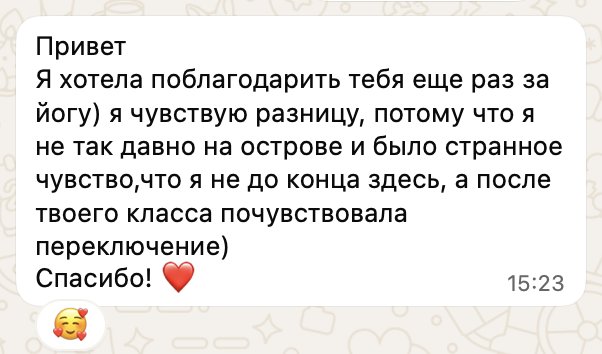 Привет
Я хотела поблагодарить тебя еще раз за
йогу) я чувствую разницу, потому что я
не так давно на острове и было странное
чувство,что я не до конца здесь, а после
твоего класса почувствовала
переключение)
Спасибо! ❤️
15:23
🥰